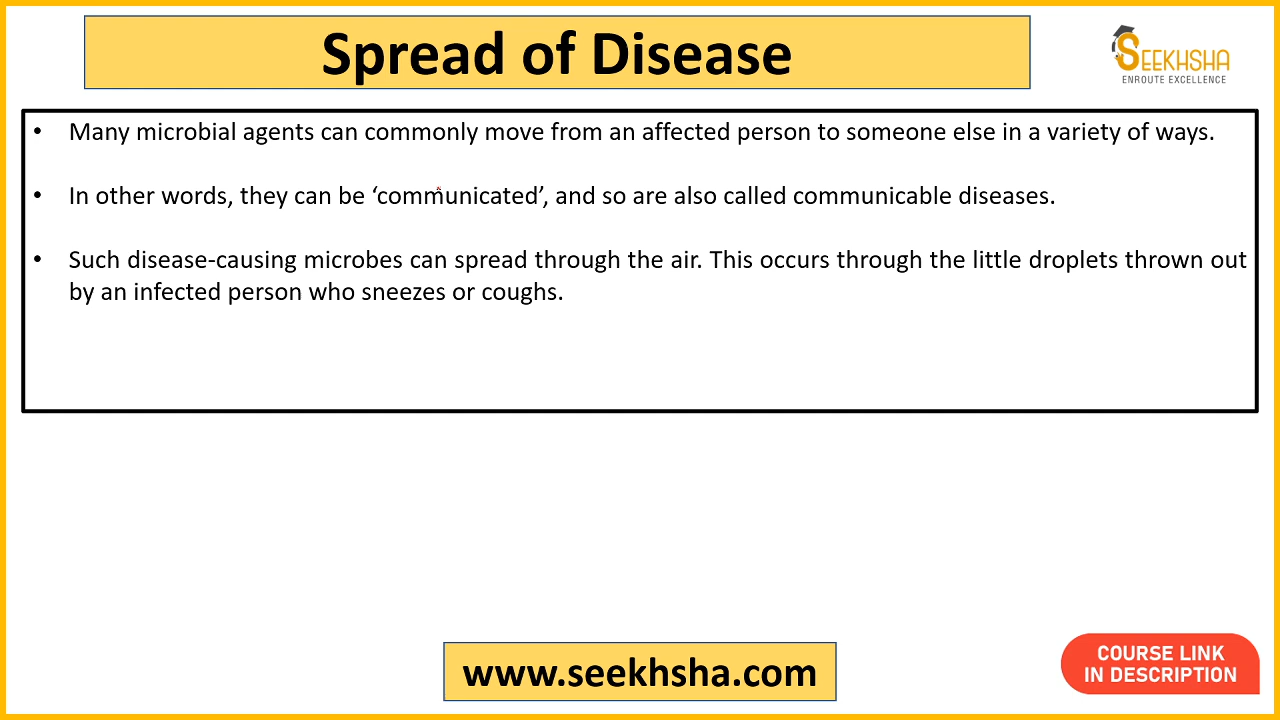 Spread of Disease
SEEKHSHA
ENROUTE EXCELLENCE
• Many microbial agents can commonly move from an affected person to someone else in a variety of ways.
• In other words, they can be ‘communicated’, and so are also called communicable diseases.
• Such disease-causing microbes can spread through the air. This occurs through the little droplets thrown out
by an infected person who sneezes or coughs.
www.seekhsha.com
COURSE LINK
IN DESCRIPTION